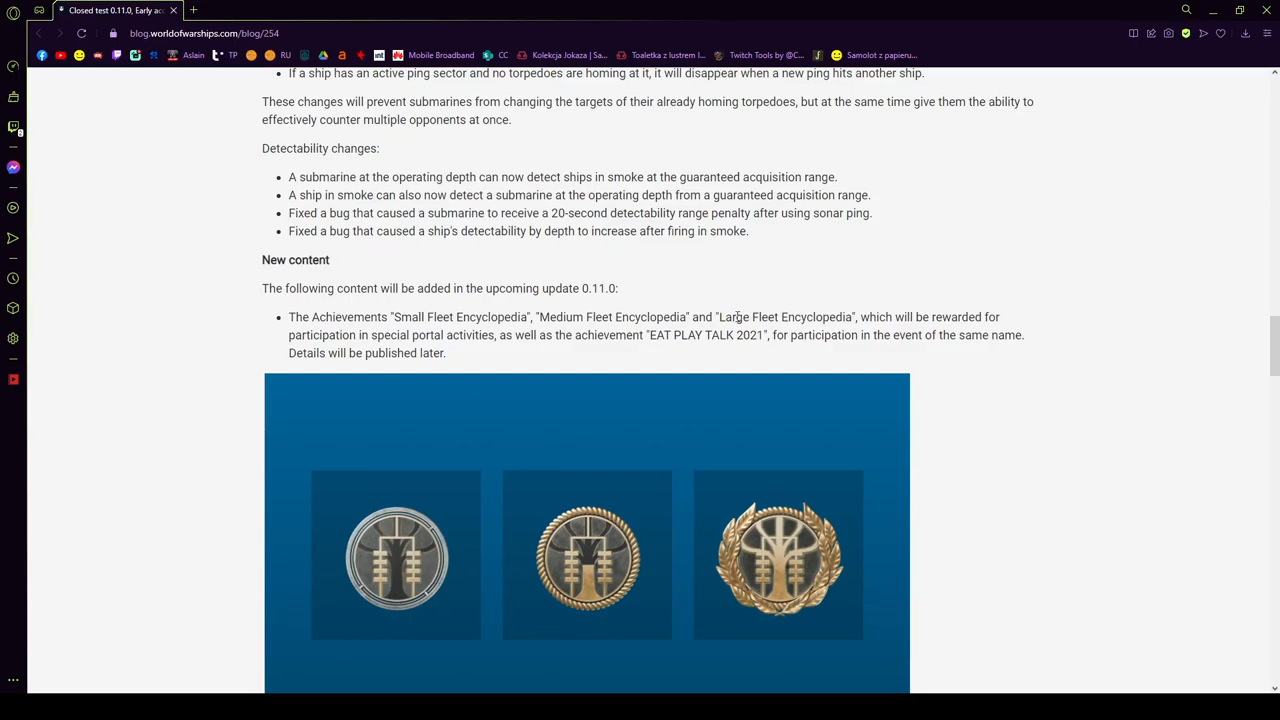 Closed test 0.11.0, Early acc
blog.worldofwarships.com/blog/254
Aslain
TP
RU
Mobile Broadband
CC
Kolekcja Jokaza | Sa...
Toaletka z lustrem I...
Twitch Tools by @C...
Samolot z papieru...
If a ship has an active ping sector and no torpedoes are homing at it, it will disappear when a new ping hits another ship.
These changes will prevent submarines from changing the targets of their already homing torpedoes, but at the same time give them the ability to
effectively counter multiple opponents at once.
Detectability changes:
A submarine at the operating depth can now detect ships in smoke at the guaranteed acquisition range.
A ship in smoke can also now detect a submarine at the operating depth from a guaranteed acquisition range.
Fixed a bug that caused a submarine to receive a 20-second detectability range penalty after using sonar ping.
Fixed a bug that caused a ship's detectability by depth to increase after firing in smoke.
New content
The following content will be added in the upcoming update 0.11.0:
The Achievements "Small Fleet Encyclopedia", "Medium Fleet Encyclopedia" and "Large Fleet Encyclopedia", which will be rewarded for
participation in special portal activities, as well as the achievement "EAT PLAY TALK 2021", for participation in the event of the same name.
Details will be published later.